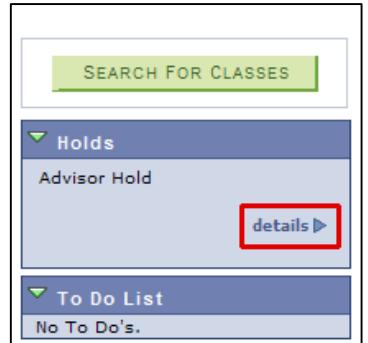 SEARCH FOR CLASSES
Holds
Advisor Hold
details
To Do List
No To Do's.